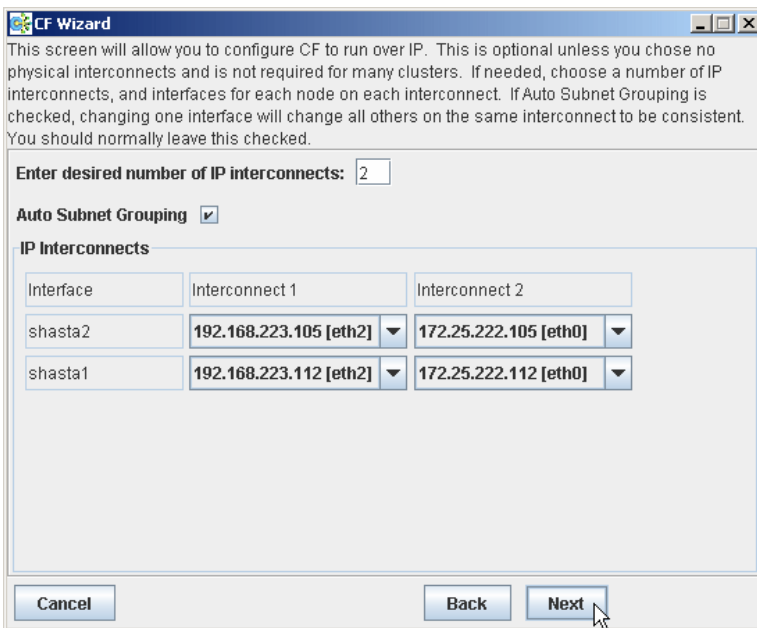 CF Wizard
This screen will allow you to configure CF to run over IP.  This is optional unless you chose no
physical interconnects and is not required for many clusters.  If needed, choose a number of IP
interconnects, and interfaces for each node on each interconnect.  If Auto Subnet Grouping is
checked, changing one interface will change all others on the same interconnect to be consistent.
You should normally leave this checked.
Enter desired number of IP interconnects: 2
Auto Subnet Grouping
IP Interconnects
Interface Interconnect 1 Interconnect 2
shasta2 192.168.223.105 [eth2] 172.25.222.105 [eth0]
shasta1 192.168.223.112 [eth2] 172.25.222.112 [eth0]
Cancel Back Next